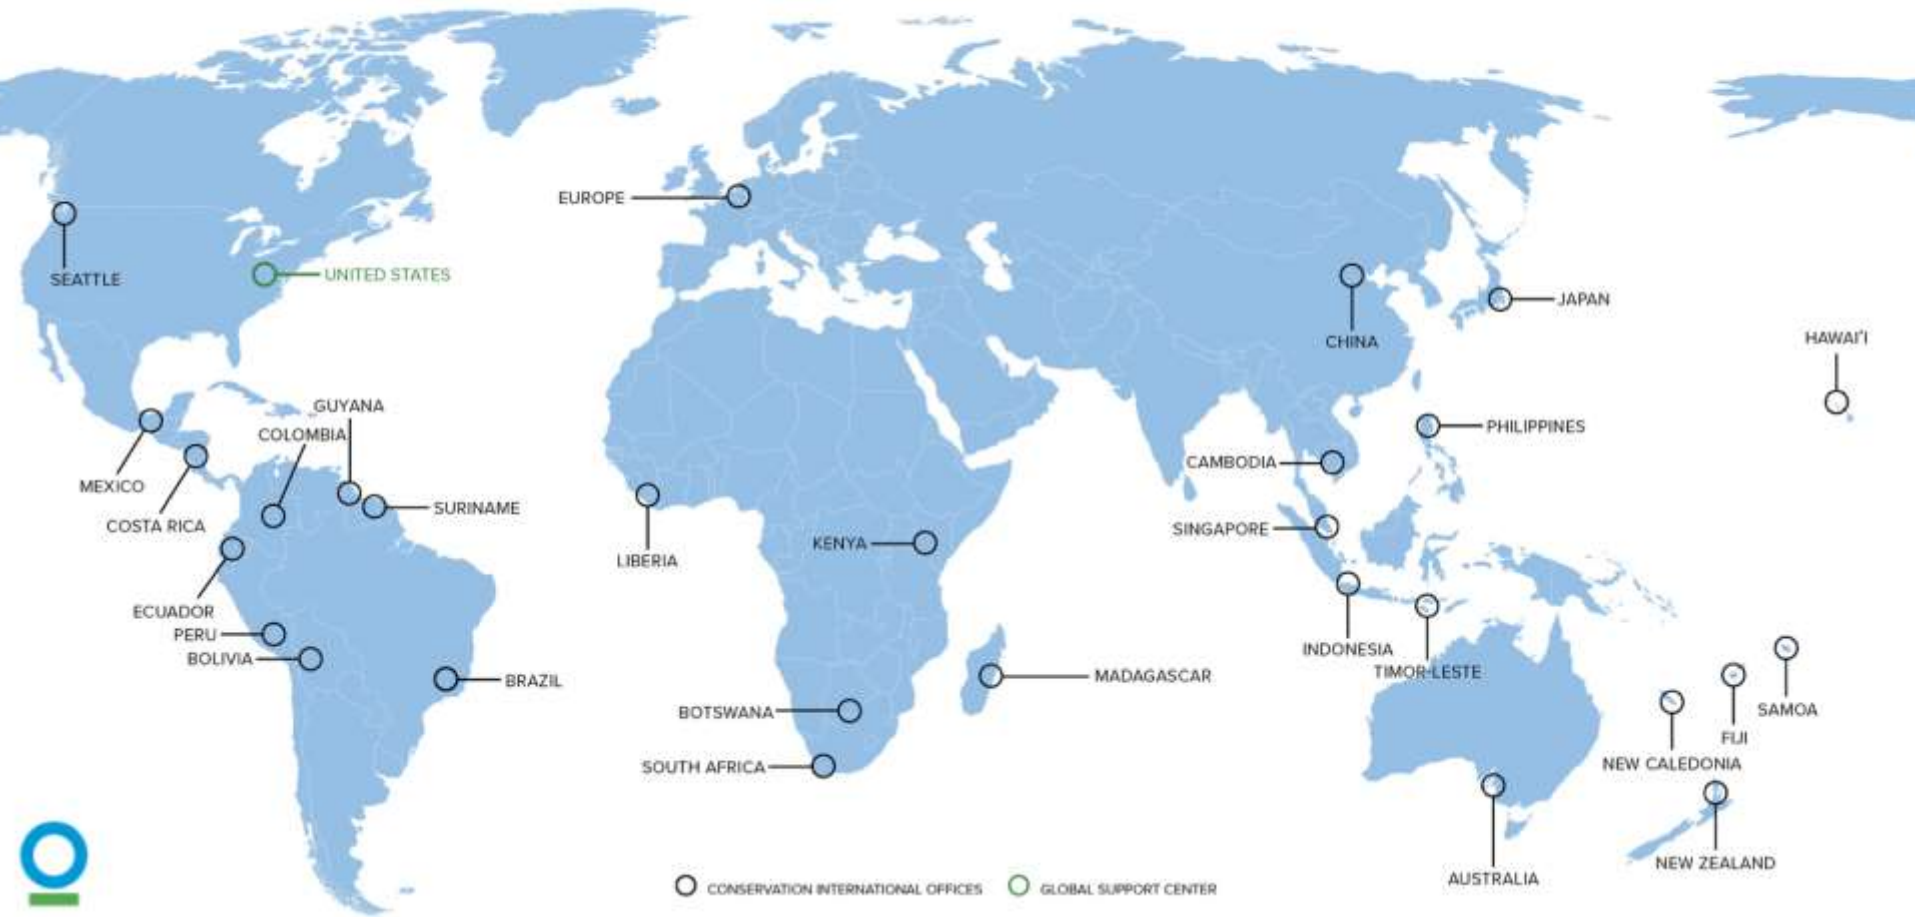 EUROPE
SEATTLE
UNITED STATES
JAPAN
CHINA
HAWAI'I
GUYANA
COLOMBIA
PHILIPPINES
CAMBODIA
MEXICO
SURINAME
COSTA RICA
SINGAPORE
KENYA
LIBERIA
ECUADOR
PERU
BOLIVIA
INDONESIA
TIMOR-LESTE
BRAZIL
MADAGASCAR
BOTSWANA
SAMOA
FIJI
NEW CALEDONIA
SOUTH AFRICA
NEW ZEALAND
AUSTRALIA
CONSERVATION INTERNATIONAL OFFICES
GLOBAL SUPPORT CENTER